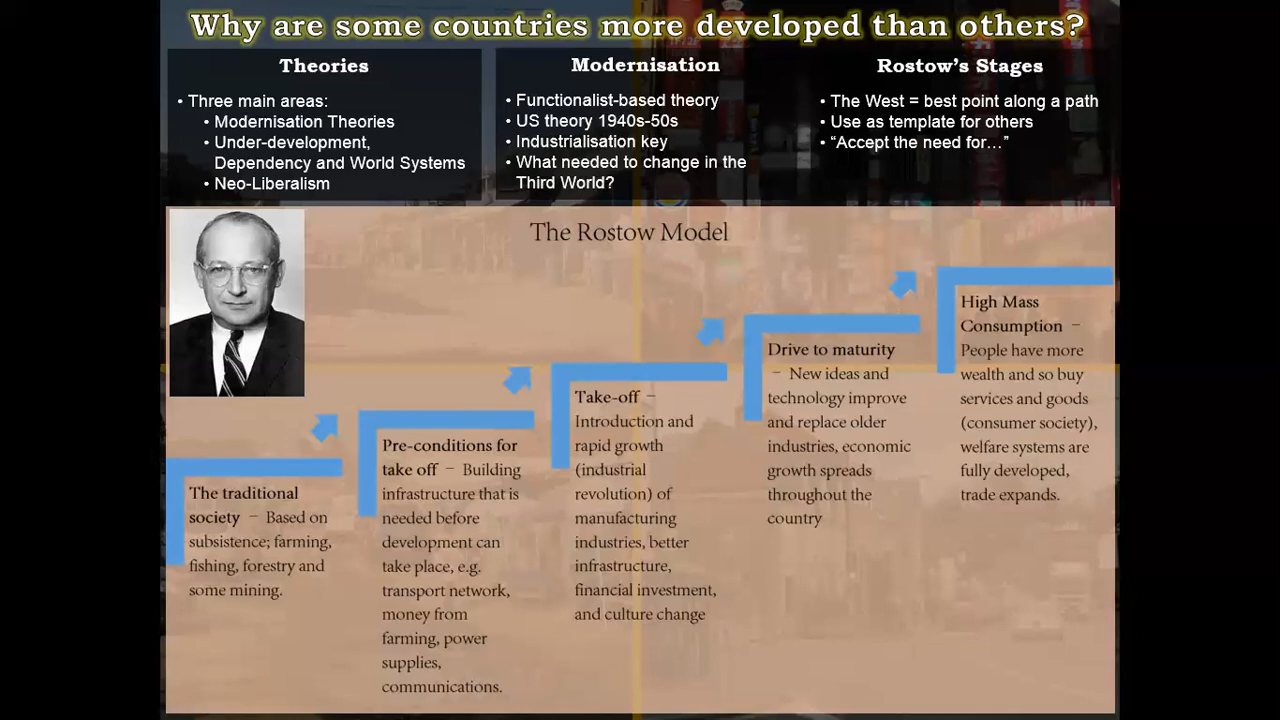 Why are some countries more developed than others?
Theories
• Three main areas:
• Modernisation Theories
• Under-development,
Dependency and World Systems
• Neo-Liberalism
Modernisation
• Functionalist-based theory
• US theory 1940s-50s
• Industrialisation key
• What needed to change in the
Third World?
Rostow's Stages
• The West = best point along a path
• Use as template for others
• “Accept the need for…”
The Rostow Model
The traditional
society – Based on
subsistence; farming,
fishing, forestry and
some mining.
Pre-conditions for
take off – Building
infrastructure that is
needed before
development can
take place, e.g.
transport network,
money from
farming, power
supplies,
communications.
Take-off –
Introduction and
rapid growth
(industrial
revolution) of
manufacturing
industries, better
infrastructure,
financial investment,
and culture change
Drive to maturity
– New ideas and
technology improve
and replace older
industries, economic
growth spreads
throughout the
country
High Mass
Consumption –
People have more
wealth and so buy
services and goods
(consumer society),
welfare systems are
fully developed,
trade expands.